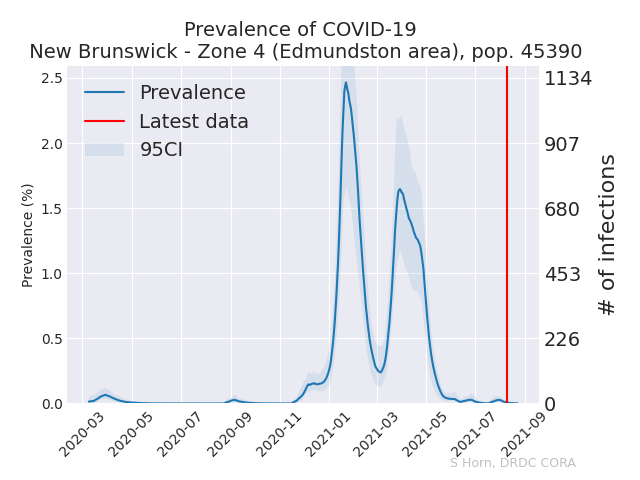 Prevalence of COVID-19
New Brunswick - Zone 4 (Edmundston area), pop. 45390
Prevalence
Latest data
95CI
Prevalence (%)
2.5
2.0
1.5
1.0
0.5
0.0
1134
907
680
453
226
0
# of infections
2020-03
2020-05
2020-07
2020-09
2020-11
2021-01
2021-03
2021-05
2021-07
2021-09
S Horn, DRDC CORA